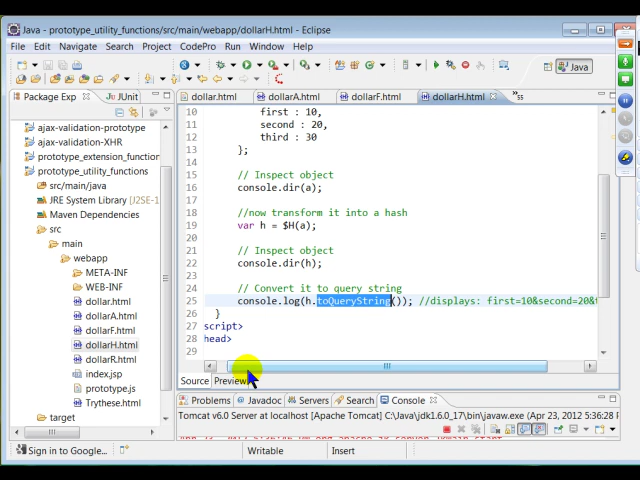 Java - prototype_utility_functions/src/main/webapp/dollarH.html - Eclipse
File Edit Navigate Search Project CodePro Run Window Help
Java
Package Exp JUnit
dollar.html dollarA.html dollarF.html dollarH.html »55
ajax-validation-prototype
ajax-validation-XHR
prototype_extension_function
prototype_utility_functions
src/main/java
JRE System Library [J2SE-1
Maven Dependencies
src
main
webapp
META-INF
WEB-INF
dollar.html
dollarA.html
dollarF.html
dollarH.html
dollarR.html
index.jsp
prototype.js
Trythese.html
target
10 first : 10,
11 second : 20,
12 third : 30
13 };
14
15 // Inspect object
16 console.dir(a);
17
18 //now transform it into a hash
19 var h = $H(a);
20
21 // Inspect object
22 console.dir(h);
23
24 // Convert it to query string
25 console.log(h.toQueryString()); //displays: first=10&second=20&t
26 }
27 script>
28 head>
29
Source Preview
Problems Javadoc Servers Search Console
Tomcat v6.0 Server at localhost [Apache Tomcat] C:\Java\jdk1.6.0_17\bin\javaw.exe (Apr 23, 2012 5:36:28 P
Sign in to Google... Writable Insert